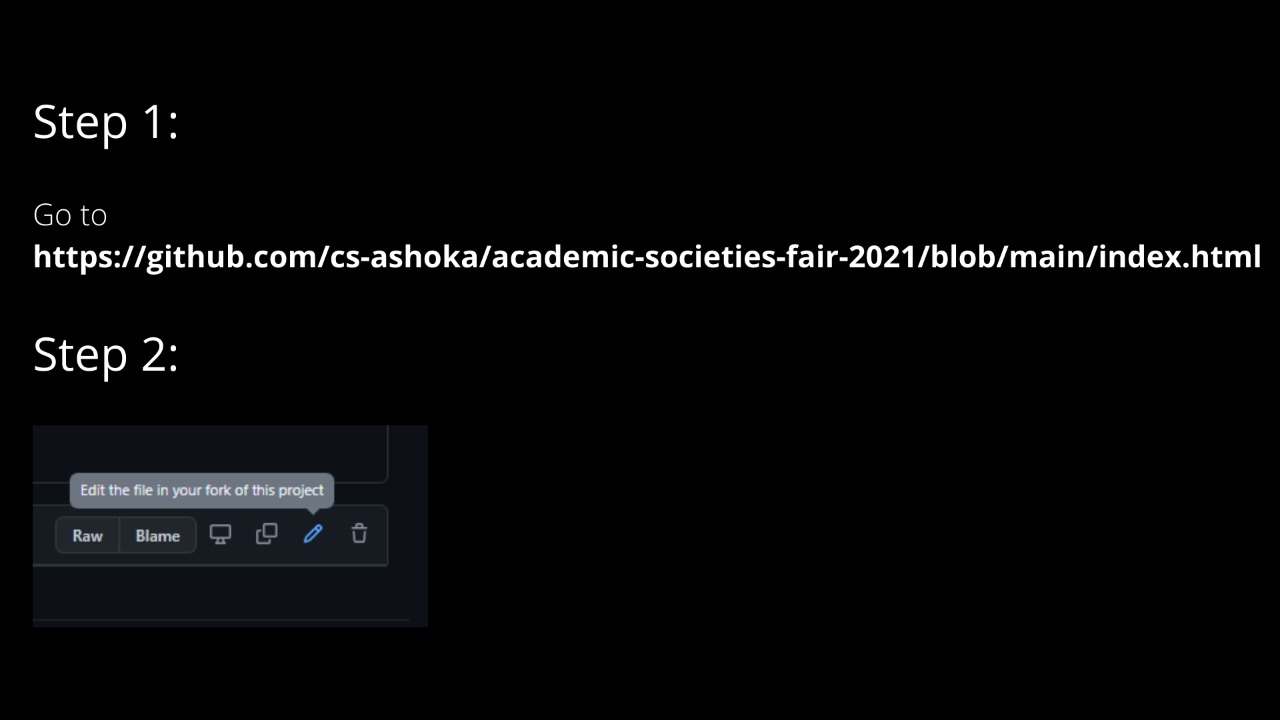 Step 1:
Go to
https://github.com/cs-ashoka/academic-societies-fair-2021/blob/main/index.html
Step 2:
Edit the file in your fork of this project
Raw Blame